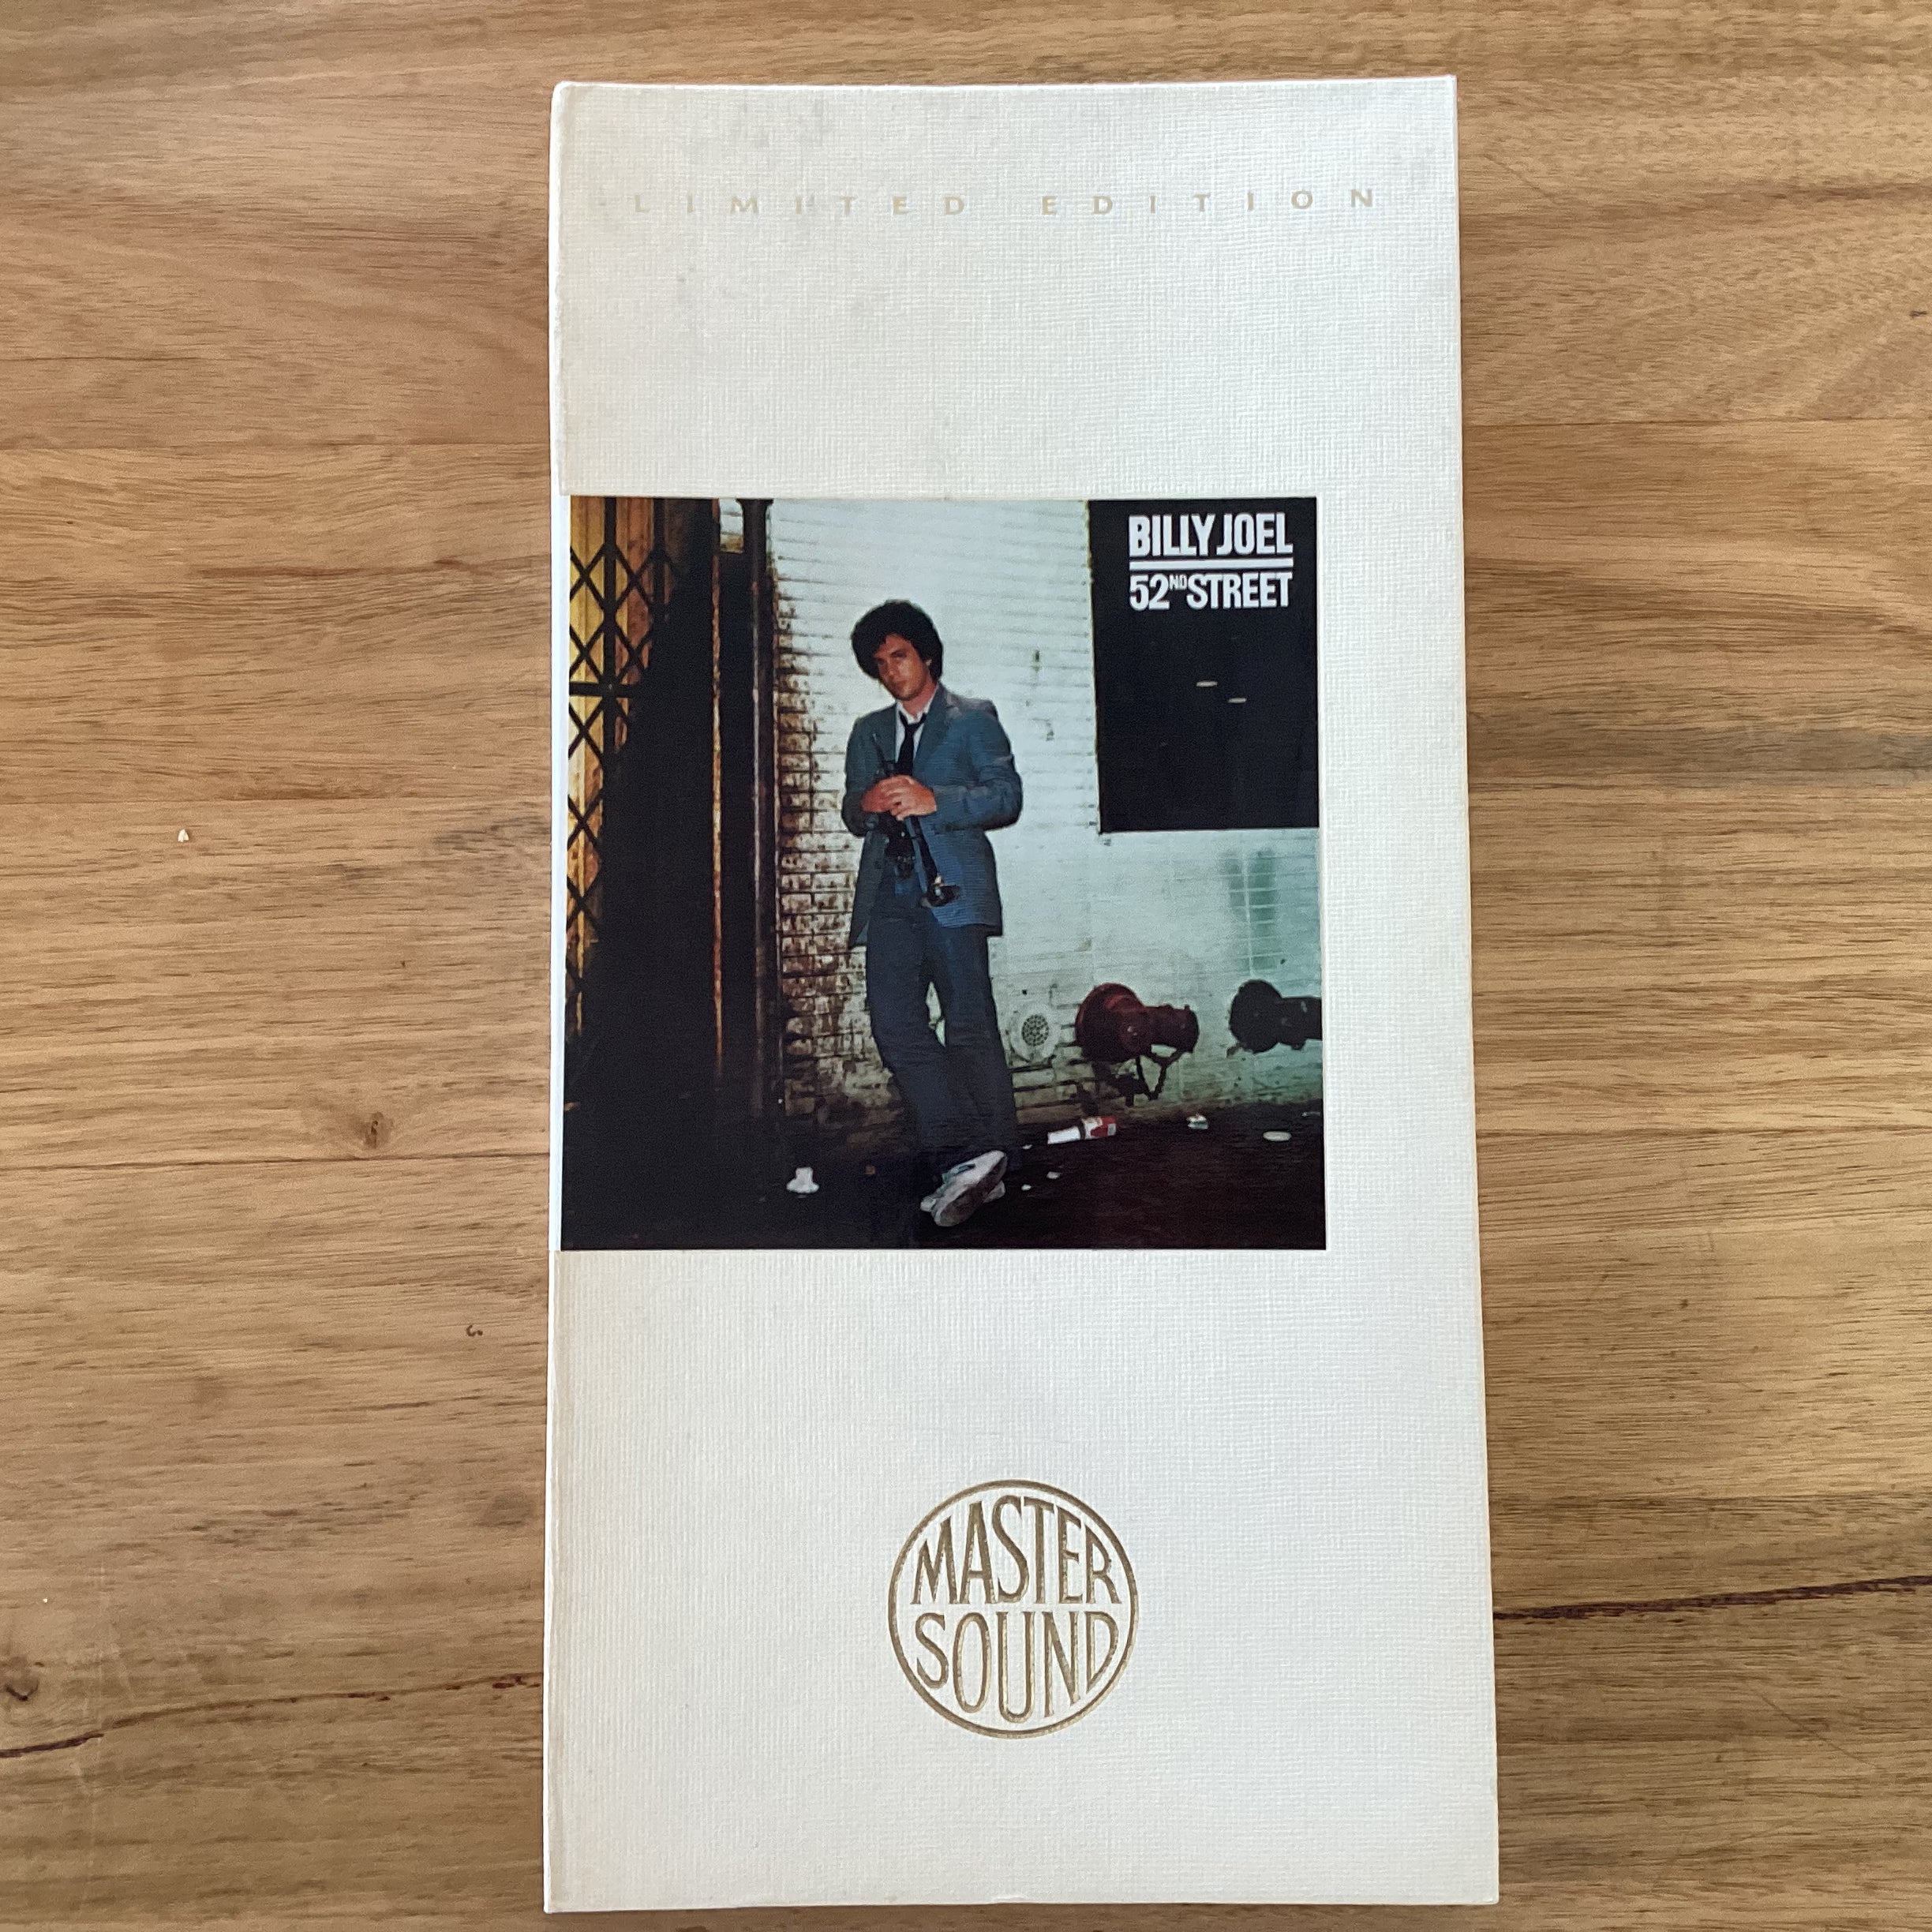 LIMITED EDITION
BILLY JOEL
52ND STREET
MASTER
SOUND